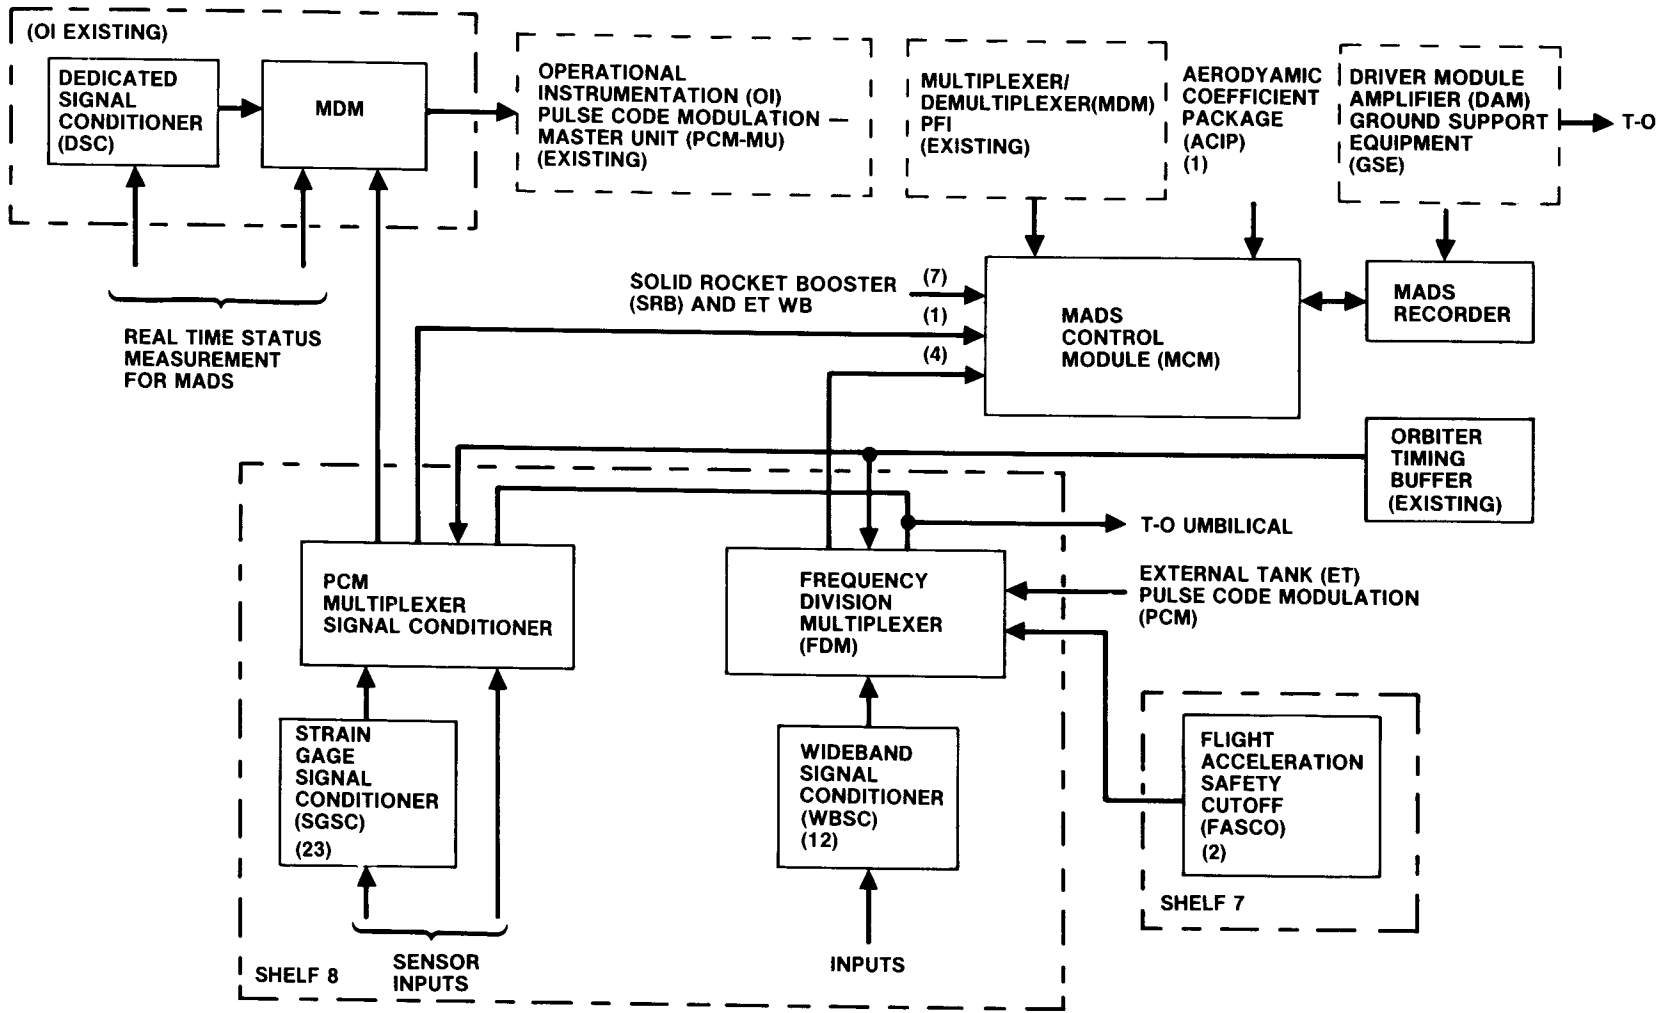 (OI EXISTING)
DEDICATED
SIGNAL
CONDITIONER
(DSC)
MDM
OPERATIONAL
INSTRUMENTATION (OI)
PULSE CODE MODULATION —
MASTER UNIT (PCM-MU)
(EXISTING)
MULTIPLEXER/
DEMULTIPLEXER(MDM)
PFI
(EXISTING)
AERODYAMIC
COEFFICIENT
PACKAGE
(ACIP)
(1)
DRIVER MODULE
AMPLIFIER (DAM)
GROUND SUPPORT
EQUIPMENT
(GSE)
T-O
REAL TIME STATUS
MEASUREMENT
FOR MADS
SOLID ROCKET BOOSTER
(SRB) AND ET WB
(7)
(1)
(4)
MADS
CONTROL
MODULE (MCM)
MADS
RECORDER
ORBITER
TIMING
BUFFER
(EXISTING)
T-O UMBILICAL
PCM
MULTIPLEXER
SIGNAL CONDITIONER
FREQUENCY
DIVISION
MULTIPLEXER
(FDM)
EXTERNAL TANK (ET)
PULSE CODE MODULATION
(PCM)
STRAIN
GAGE
SIGNAL
CONDITIONER
(SGSC)
(23)
WIDEBAND
SIGNAL
CONDITIONER
(WBSC)
(12)
FLIGHT
ACCELERATION
SAFETY
CUTOFF
(FASCO)
(2)
SHELF 7
SENSOR
INPUTS
INPUTS
SHELF 8